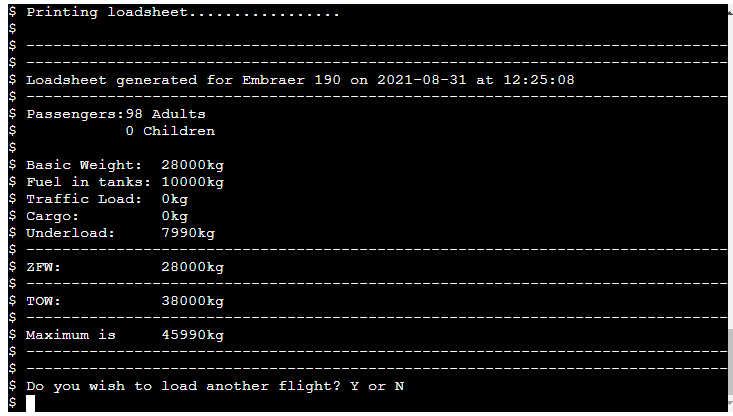 $ Printing loadsheet.................
$
$ ------------------------------------------------------------------------------
$ ------------------------------------------------------------------------------
$ Loadsheet generated for Embraer 190 on 2021-08-31 at 12:25:08
$ ------------------------------------------------------------------------------
$ Passengers:98 Adults
$            0 Children
$
$ Basic Weight:  28000kg
$ Fuel in tanks: 10000kg
$ Traffic Load:  0kg
$ Cargo:         0kg
$ Underload:     7990kg
$ ------------------------------------------------------------------------------
$ ZFW:           28000kg
$ ------------------------------------------------------------------------------
$ TOW:           38000kg
$ ------------------------------------------------------------------------------
$ Maximum is     45990kg
$ ------------------------------------------------------------------------------
$ ------------------------------------------------------------------------------
$ Do you wish to load another flight? Y or N
$